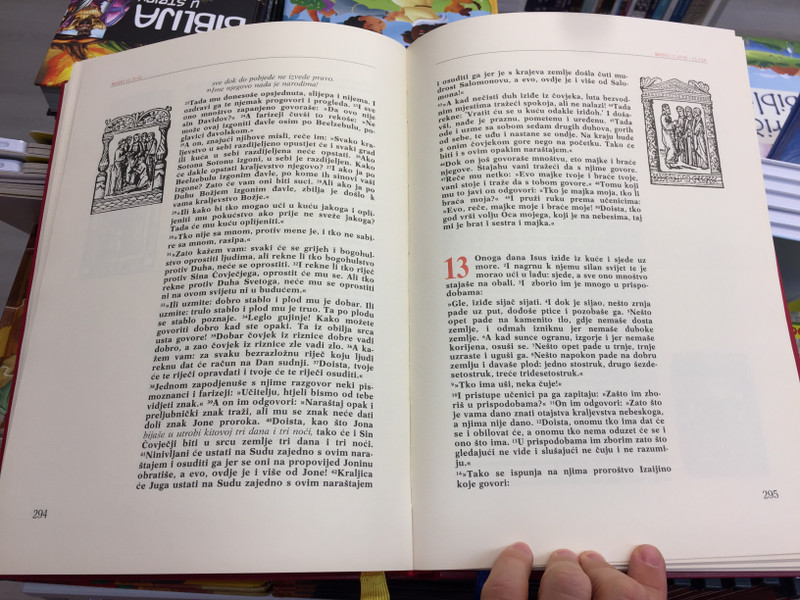 BIBLIJA
U STRIPU
sve dok do pobjede ne izvede pravo.
²¹Ime njegovo nada je narodima!
²²Tada mu donesoše opsjednuta, slijepa i nijema. I
ozdravi ga te njemak progovori i progleda. ²³I sve
ono mnoštvo zapanjeno govoraše: »Da ovo nije
sin Davidov?« ²⁴A farizeji čuvši to rekoše: »Ne
može ovaj izgoniti đavle osim po Beelzebulu, po-
glavici đavolskom.«
²⁵A on, znajući njihove misli, reče im: »Svako kra-
ljevstvo u sebi razdijeljeno opustjet će i svaki grad
ili kuća u sebi razdijeljena neće opstati. ²⁶Ako li
Sotona Sotonu izgoni, u sebi je razdijeljen. Kako
će dakle opstati kraljevstvo njegovo? ²⁷I ako ja po
Beelzebulu izgonim đavle, po kome ih sinovi vaši
izgone? Zato će vam oni biti suci. ²⁸Ali ako ja po
Duhu Božjem izgonim đavle, zbilja je došlo k
vama kraljevstvo Božje.«
²⁹»Ili kako bi tko mogao ući u kuću jakoga i oplije-
niti mu pokućstvo ako prije ne sveže jakoga?
Tada će mu kuću oplijeniti.«
³⁰»Tko nije sa mnom, protiv mene je, i tko ne sabi-
re sa mnom, rasipa.«
³¹»Zato kažem vam: svaki će se grijeh i bogohul-
stvo oprostiti ljudima, ali rekne li tko bogohulstvo
protiv Duha, neće se oprostiti. ³²I rekne li tko riječ
protiv Sina Čovječjega, oprostit će mu se. Ali tko
rekne protiv Duha Svetoga, neće mu se oprostiti
ni na ovom svijetu ni u budućem.«
³³»Ili uzmite: dobro stablo i plod mu je dobar. Ili
uzmite: trulo stablo i plod mu je truo. Ta po plodu
se stablo poznaje. ³⁴Leglo gujinje! Kako možete
govoriti dobro kad ste opaki. Ta iz obilja srca
usta govore! ³⁵Dobar čovjek iz riznice dobre vadi
dobro, a zao čovjek iz riznice zle vadi zlo. ³⁶A ka-
žem vam: za svaku bezrazložnu riječ koju ljudi
reknu dat će račun na Dan sudnji. ³⁷Doista, tvoje
će te riječi opravdati i tvoje će te riječi osuditi.«
³⁸Jednom zapodjenuše s njime razgovor neki pis-
moznanci i farizeji: »Učitelju, htjeli bismo od tebe
vidjeti znak.« ³⁹A on im odgovori: »Naraštaj opaki i
preljubnički znak traži, ali mu se znak neće dati
doli znak Jone proroka. ⁴⁰Doista, kao što Jona
bijaše u utrobi kitovoj tri dana i tri noći, tako će i Sin
Čovječji biti u srcu zemlje tri dana i tri noći.
⁴¹Ninivljani će ustati na Sudu zajedno s ovim nara-
štajem i osuditi ga jer se oni na propovijed Joninu
obratiše, a evo, ovdje je i više od Jone! ⁴²Kraljica
će Juga ustati na Sudu zajedno s ovim naraštajem
294
i osuditi ga jer je s krajeva zemlje došla čuti mu-
drost Salomonovu, a evo, ovdje je i više od Salo-
mona!«
⁴³»A kad nečisti duh iziđe iz čovjeka, luta bezvod-
nim mjestima tražeći spokoja, ali ne nalazi! ⁴⁴Tada
rekne: 'Vratit ću se u kuću odakle iziđoh.' I došav-
ši, nađe je praznu, pometenu i uređenu. ⁴⁵Tada
ode i uzme sa sobom sedam drugih duhova, gorih
od sebe, te uđu i nastane se ondje. Na kraju bude
s onim čovjekom gore nego na početku. Tako će
biti i s ovim opakim naraštajem.«
⁴⁶Dok on još govoraše mnoštvu, eto majke i braće
njegove. Stajahu vani tražeći da s njime govore.
⁴⁷Reče mu netko: »Evo majke tvoje i braće tvoje,
vani stoje i traže da s tobom govore.« ⁴⁸Tomu koji
mu to javi on odgovori: »Tko je majka moja, tko li
braća moja?« ⁴⁹I pruži ruku prema učenicima:
»Evo, reče, majke moje i braće moje! ⁵⁰Doista, tko
god vrši volju Oca mojega, koji je na nebesima, taj
mi je brat i sestra i majka.«
13 Onoga dana Isus iziđe iz kuće i sjede uz
more. ²I nagrnu k njemu silan svijet te je
morao ući u lađu: sjede, a sve ono mnoštvo
stajaše na obali. ³I zborio im je mnogo u prispo-
dobama:
»Gle, iziđe sijač sijati. ⁴I dok je sijao, nešto zrnja
pade uz put, dođoše ptice i pozobaše ga. ⁵Nešto
opet pade na kamenito tlo, gdje nemaše dosta
zemlje, i odmah izniknu jer nemaše duboke
zemlje. ⁶A kad sunce ogranu, izgorje i jer nemaše
korijena, osuši se. ⁷Nešto opet pade u trnje, trnje
uzraste i uguši ga. ⁸Nešto napokon pade na dobru
zemlju i davaše plod: jedno stostruk, drugo šezde-
setostruk, treće tridesetostruk.«
⁹»Tko ima uši, neka čuje!«
¹⁰I pristupe učenici pa ga zapitaju: »Zašto im zbo-
riš u prispodobama?« ¹¹On im odgovori: »Zato što
je vama dano znati otajstva kraljevstva nebeskoga,
a njima nije dano. ¹²Doista, onomu tko ima dat će
se i obilovat će, a onomu tko nema oduzet će se i
ono što ima. ¹³U prispodobama im zborim zato što
gledajući ne vide i slušajući ne čuju i ne razumi-
ju.«
¹⁴»Tako se ispunja na njima proroštvo Izaijino
koje govori:
295